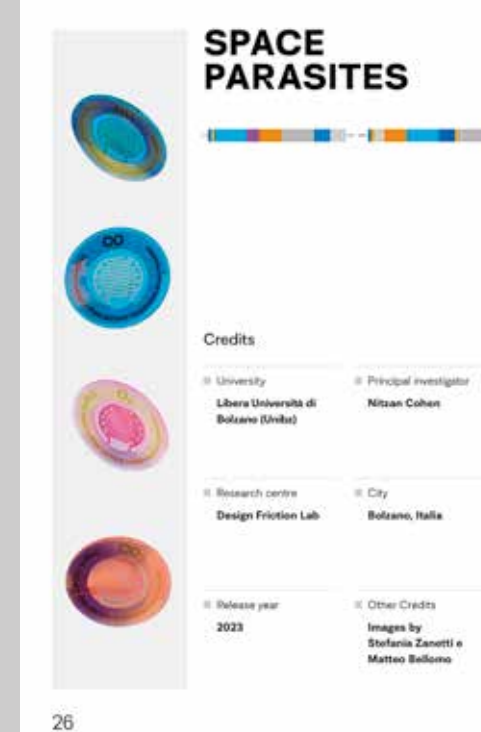 SPACE
PARASITES
Credits
University
Libera Università di
Bolzano (Unibz)
Principal investigator
Nitzan Cohen
Research centre
Design Friction Lab
City
Bolzano, Italia
Release year
2023
Other Credits
Images by
Stefania Zanetti e
Matteo Bellomo
26